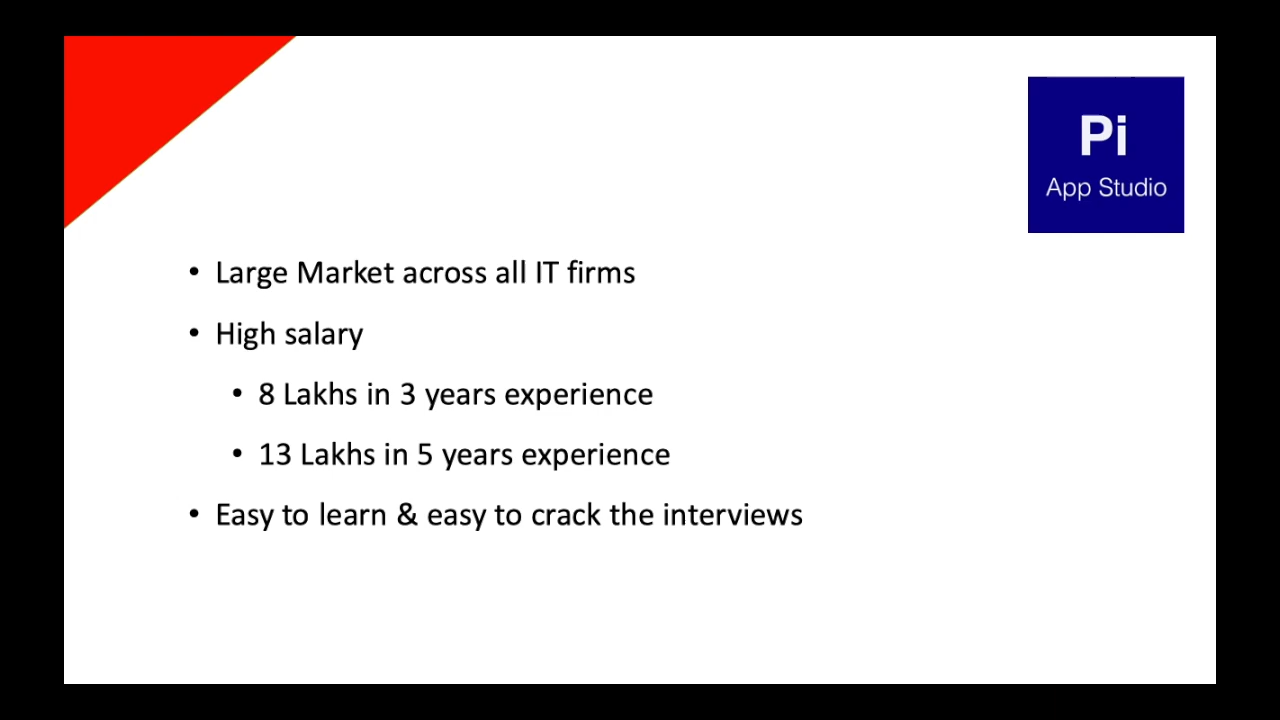 Pi
App Studio
• Large Market across all IT firms
• High salary
• 8 Lakhs in 3 years experience
• 13 Lakhs in 5 years experience
• Easy to learn & easy to crack the interviews